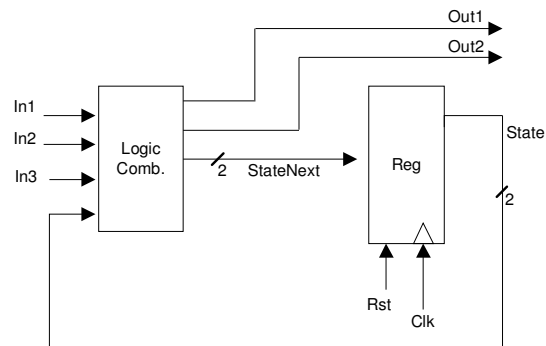 Out1
Out2
In1
In2
In3
Logic
Comb.
2
StateNext
Reg
State
2
Rst
Clk